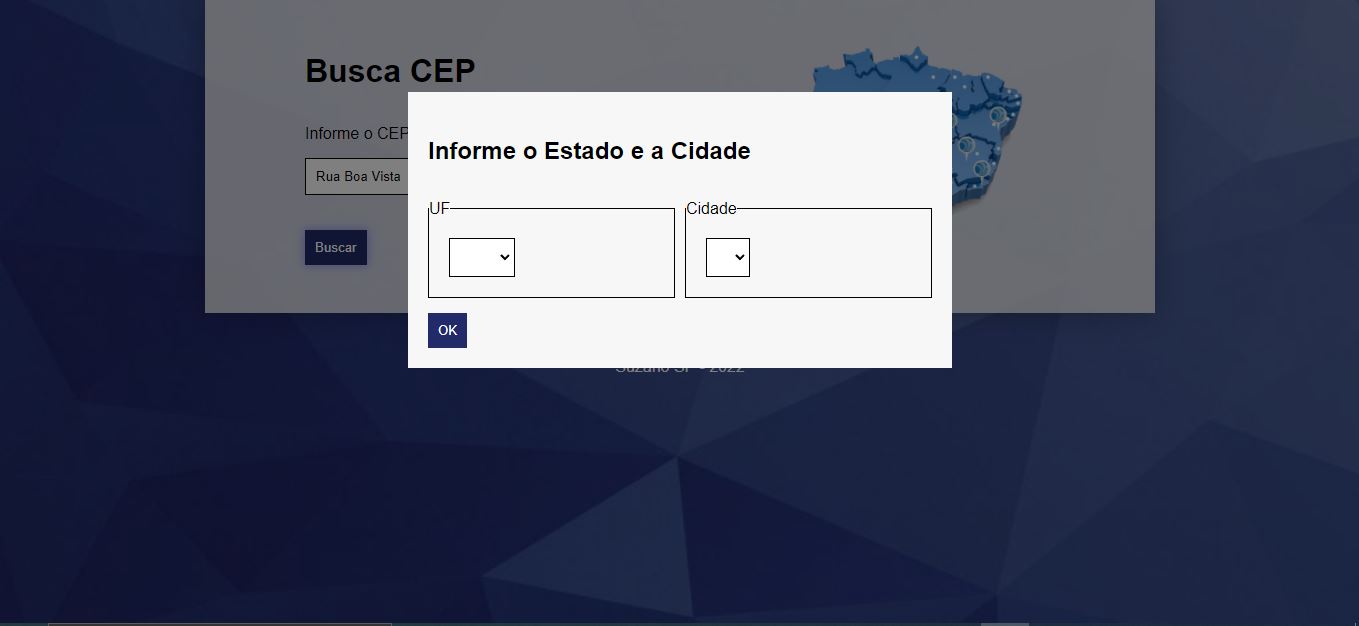 Busca CEP
Informe o CEP
Rua Boa Vista
Buscar
Informe o Estado e a Cidade
UF
Cidade
OK
Suzano SP - 2022